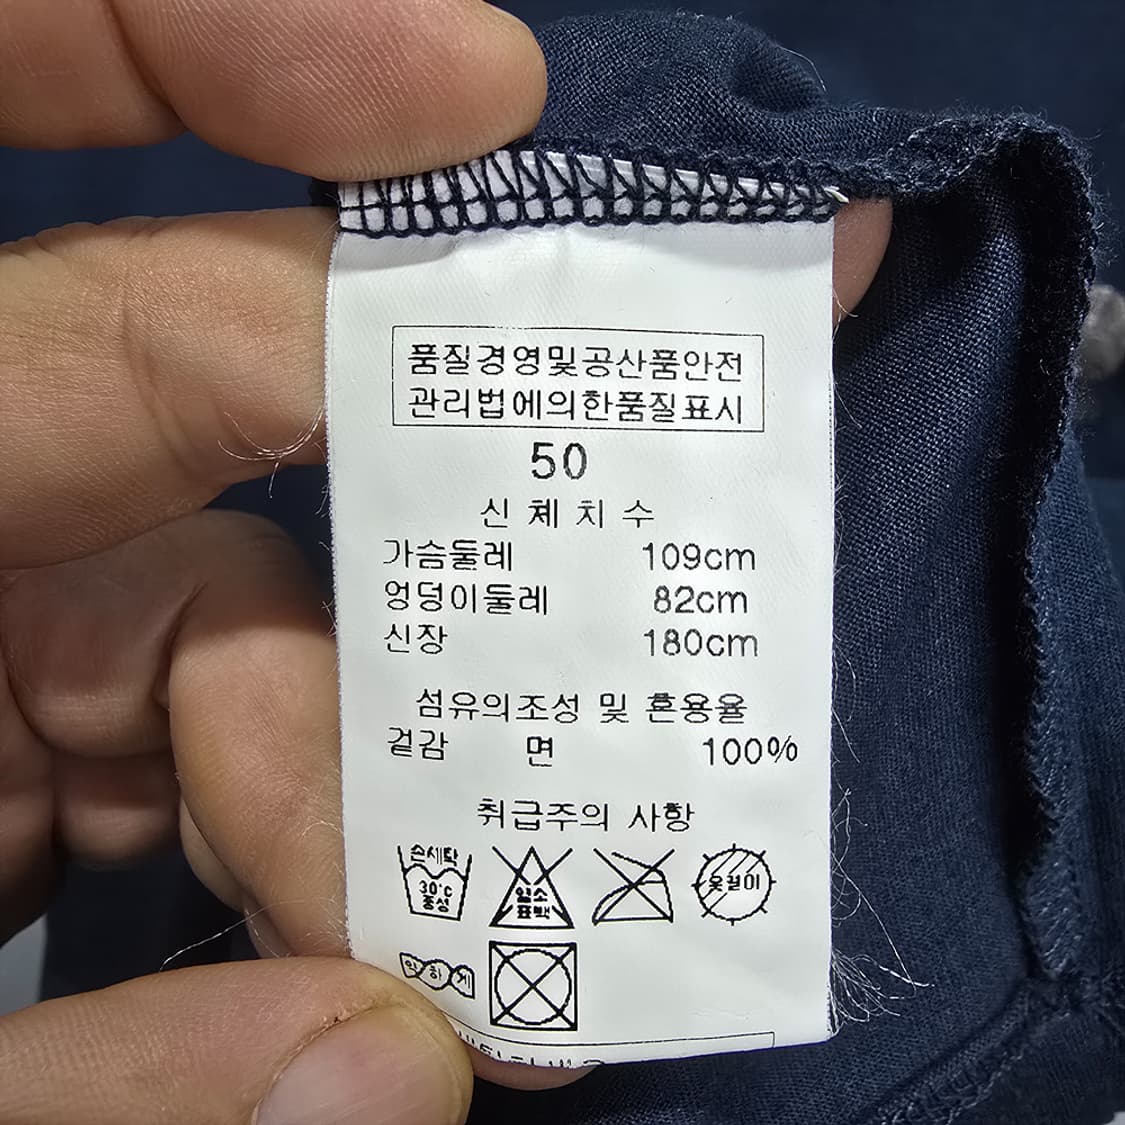 품질경영및공산품안전
관리법에의한품질표시
50
신체치수
가슴둘레 109cm
엉덩이둘레 82cm
신장 180cm
섬유의조성 및 혼용율
겉감 면 100%
취급주의 사항
손세탁
30°C
중성
염소
표백
옷걸이
약하게